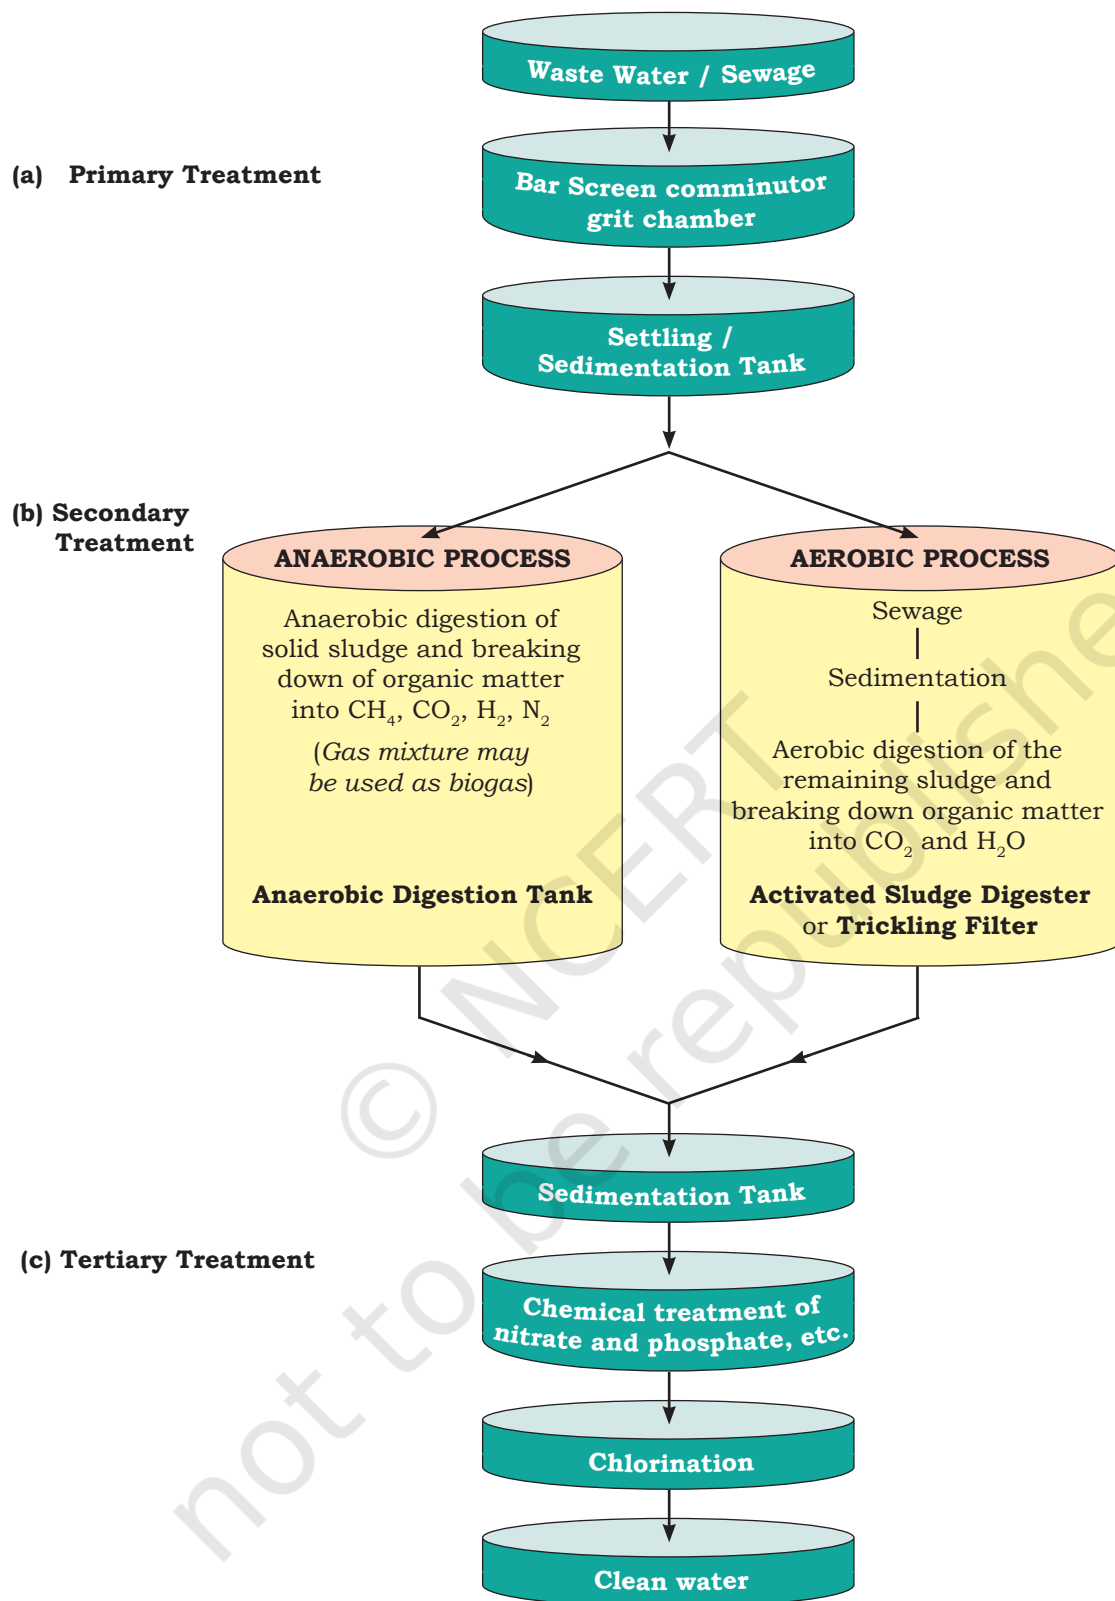 Waste Water / Sewage
(a) Primary Treatment
Bar Screen comminutor
grit chamber
Settling /
Sedimentation Tank
(b) Secondary
Treatment
ANAEROBIC PROCESS
Anaerobic digestion of
solid sludge and breaking
down of organic matter
into CH₄, CO₂, H₂, N₂
(Gas mixture may
be used as biogas)
Anaerobic Digestion Tank
AEROBIC PROCESS
Sewage
Sedimentation
Aerobic digestion of the
remaining sludge and
breaking down organic matter
into CO₂ and H₂O
Activated Sludge Digester
or Trickling Filter
Sedimentation Tank
(c) Tertiary Treatment
Chemical treatment of
nitrate and phosphate, etc.
Chlorination
Clean water
© NCERT
not to be republishe